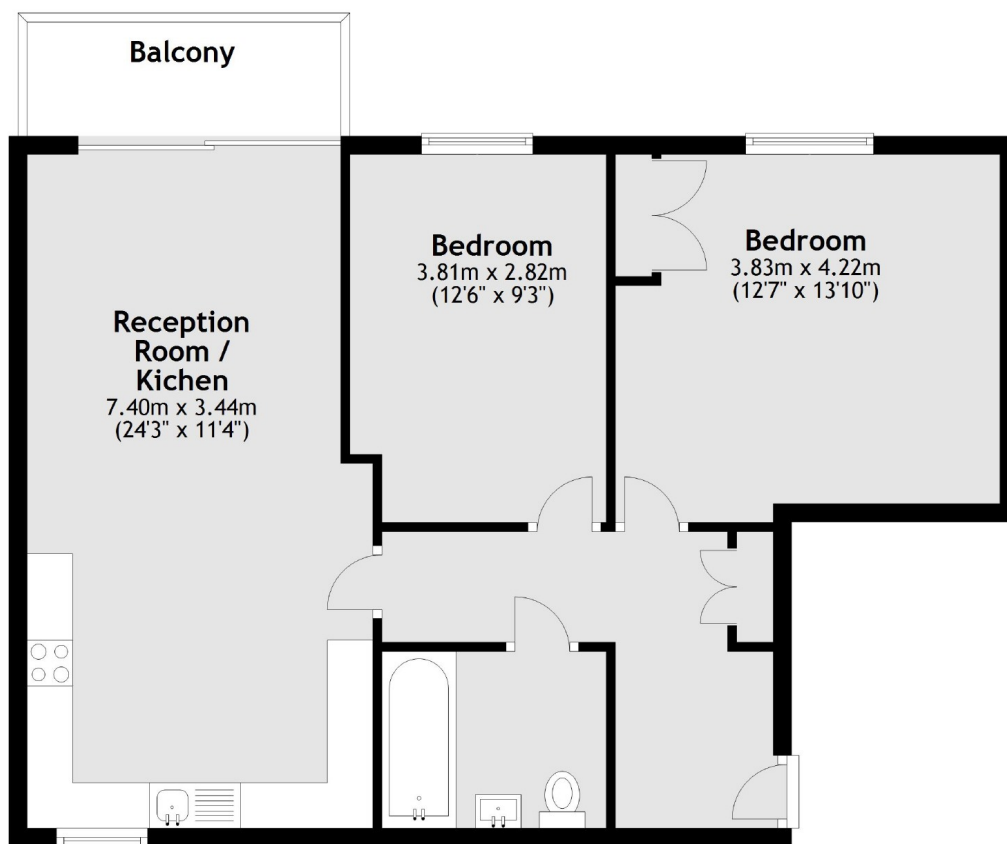 Balcony
Bedroom
3.81m x 2.82m
(12'6" x 9'3")
Bedroom
3.83m x 4.22m
(12'7" x 13'10")
Reception
Room /
Kichen
7.40m x 3.44m
(24'3" x 11'4")